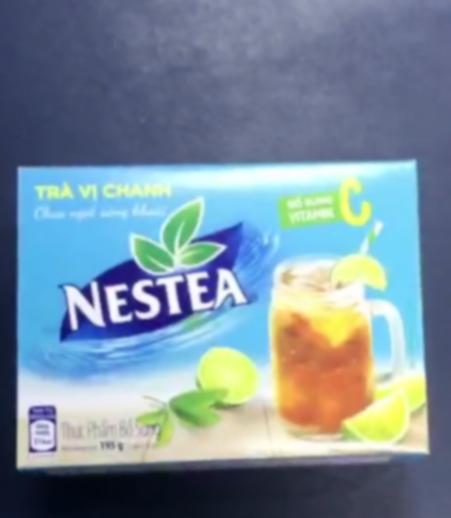 TRÀ VỊ CHANH
Chua ngọt sảng khoái
BỔ SUNG
VITAMIN C
NESTEA
Thực Phẩm Bổ Sung
195 g